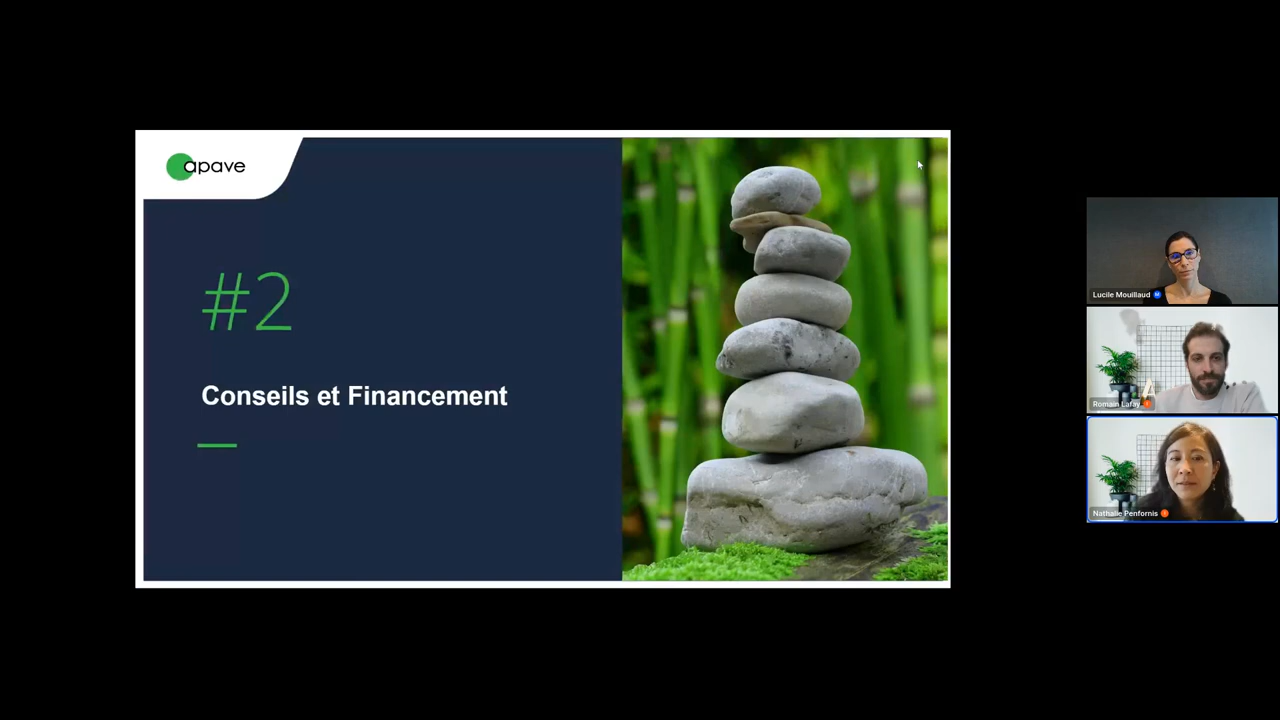 apave
#2
Conseils et Financement
Lucile Mouillaud
Romain Lafay
Nathalie Penfornis